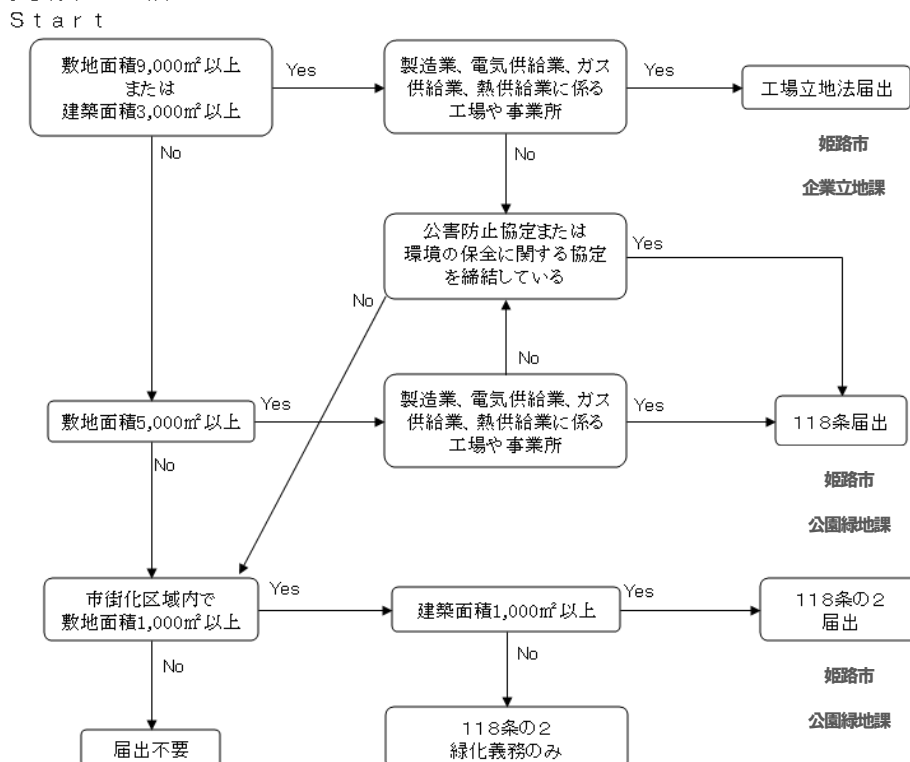 Ｓｔａｒｔ
敷地面積9,000㎡以上
または
建築面積3,000㎡以上
Yes
製造業、電気供給業、ガス
供給業、熱供給業に係る
工場や事業所
Yes
工場立地法届出
姫路市
企業立地課
No
No
公害防止協定または
環境の保全に関する協定
を締結している
Yes
No
No
敷地面積5,000㎡以上
Yes
製造業、電気供給業、ガス
供給業、熱供給業に係る
工場や事業所
Yes
１１８条届出
姫路市
公園緑地課
No
市街化区域内で
敷地面積1,000㎡以上
Yes
建築面積1,000㎡以上
Yes
１１８条の２
届出
姫路市
公園緑地課
No
No
届出不要
１１８条の２
緑化義務のみ